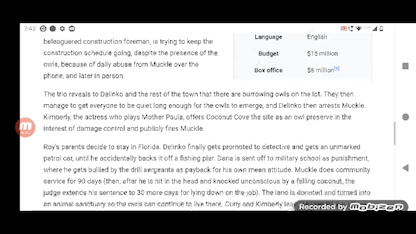 7:42
beleaguered construction foreman, is trying to keep the
construction schedule going, despite the presence of the
owls, because of daily abuse from Muckle over the
phone, and later in person.
Language English
Budget $15 million
Box office $8 million[3]
The trio reveals to Delinko and the rest of the town that there are burrowing owls on the lot. They then
manage to get everyone to be quiet long enough for the owls to emerge, and Delinko then arrests Muckle.
Kimberly, the actress who plays Mother Paula, offers Coconut Cove the site as an owl preserve in the
interest of damage control and publicly fires Muckle.
Roy's parents decide to stay in Florida. Delinko finally gets promoted to detective and gets an unmarked
petrol car, until he accidentally backs it off a fishing pier. Dana is sent off to military school as punishment,
where he gets bullied by the drill sergeants as payback for his own mean attitude. Muckle does community
service for 90 days (then, after he is hit in the head and knocked unconscious by a falling coconut, the
judge extends his sentence to 30 more days for lying down on the job). The land is donated and turned into
an animal sanctuary so the owls can continue to live there. Curly and Kimberly
Recorded by Mobizen